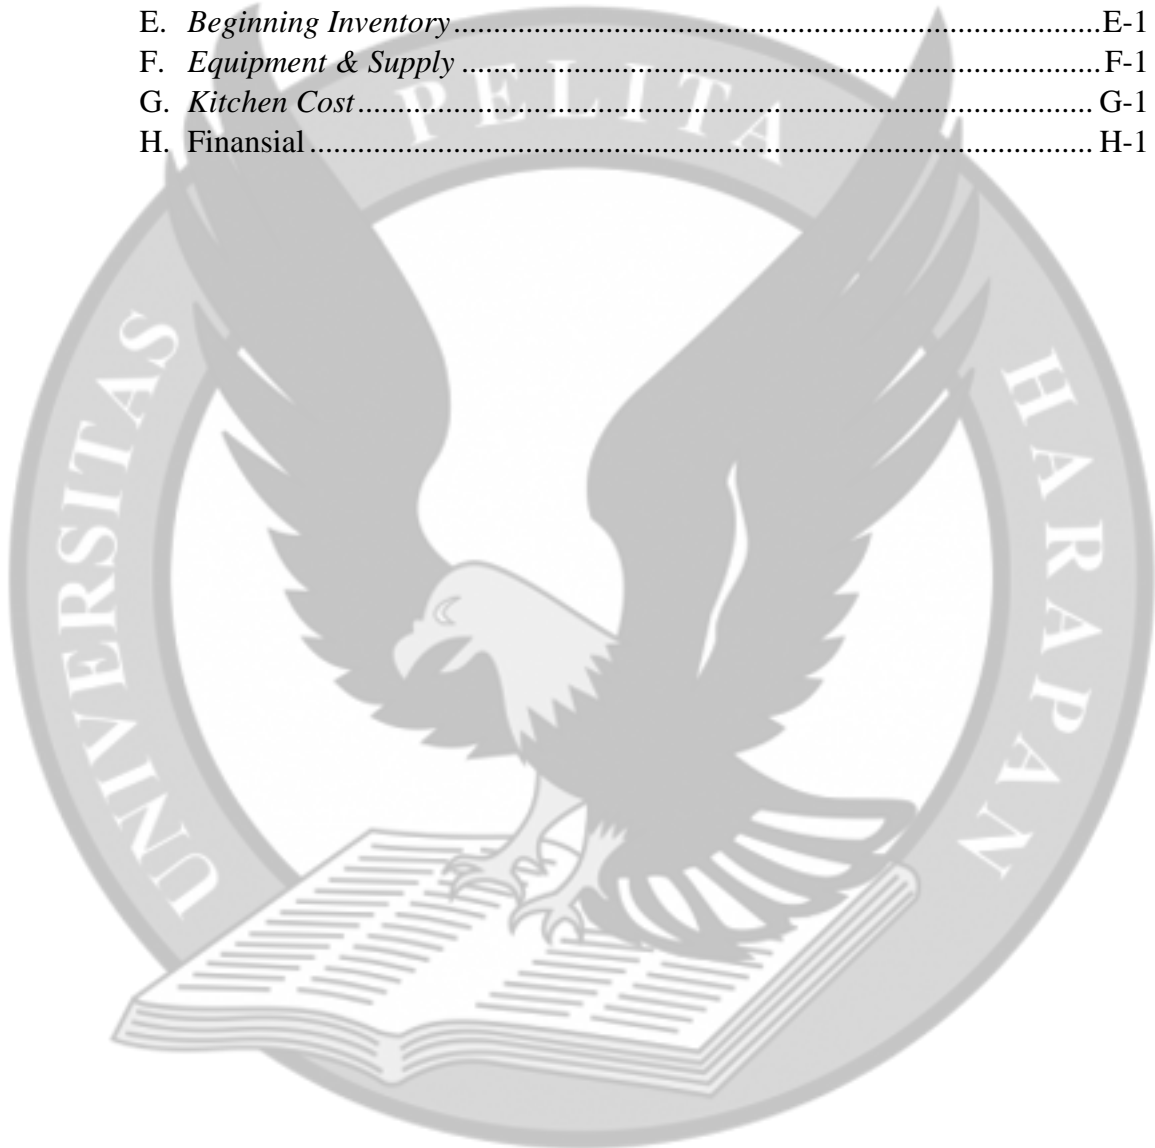 E. Beginning Inventory........................................................................................E-1
F. Equipment & Supply.......................................................................................F-1
G. Kitchen Cost.................................................................................................... G-1
H. Finansial........................................................................................................... H-1
UNIVERSITAS PELITA HARAPAN